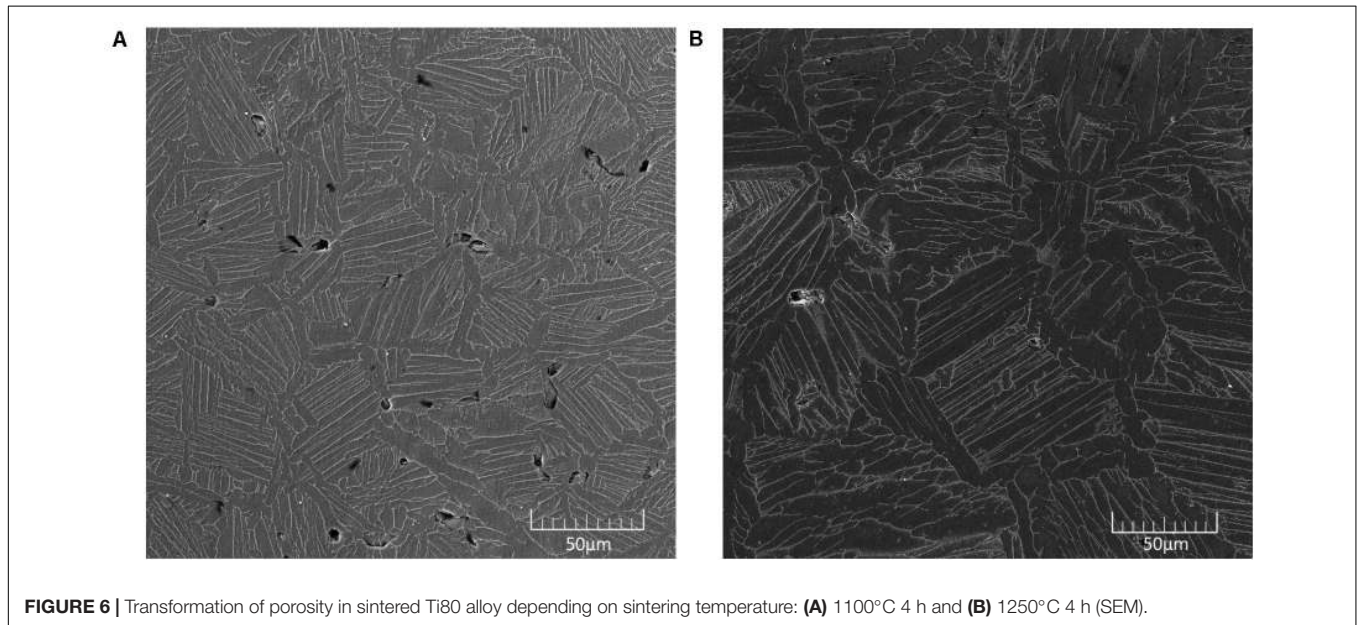 A
B
50μm
50μm
FIGURE 6 | Transformation of porosity in sintered Ti80 alloy depending on sintering temperature: (A) 1100°C 4 h and (B) 1250°C 4 h (SEM).